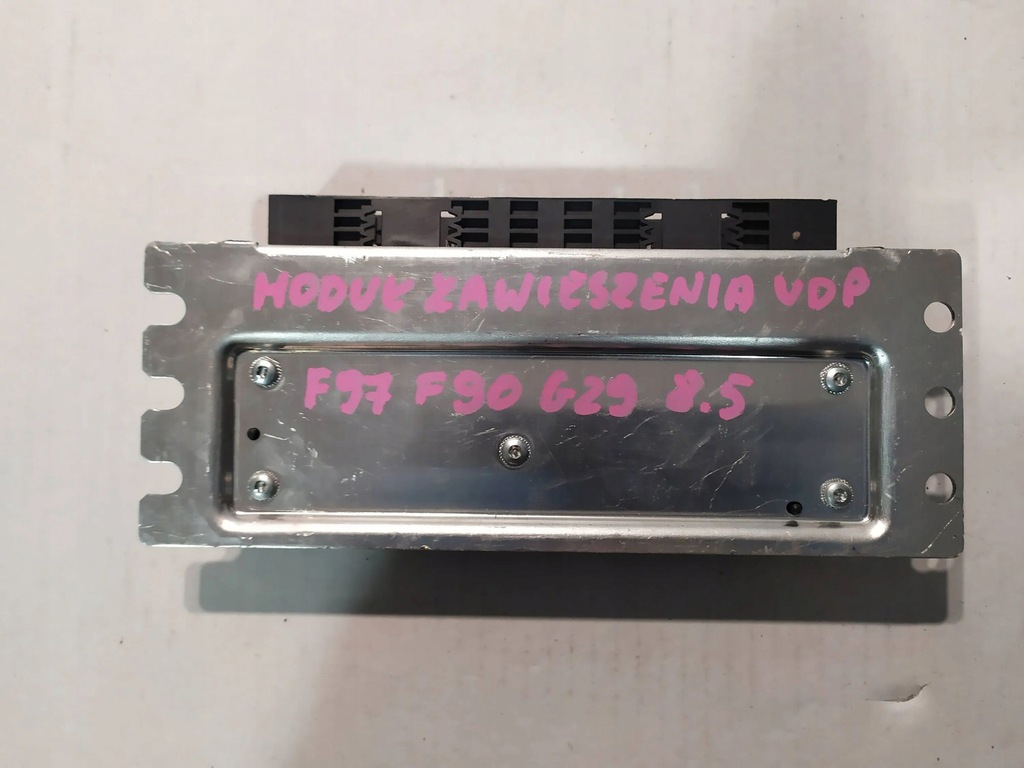 MODUŁ ZAWIESZENIA VDP
F97 F90 G29 8.5